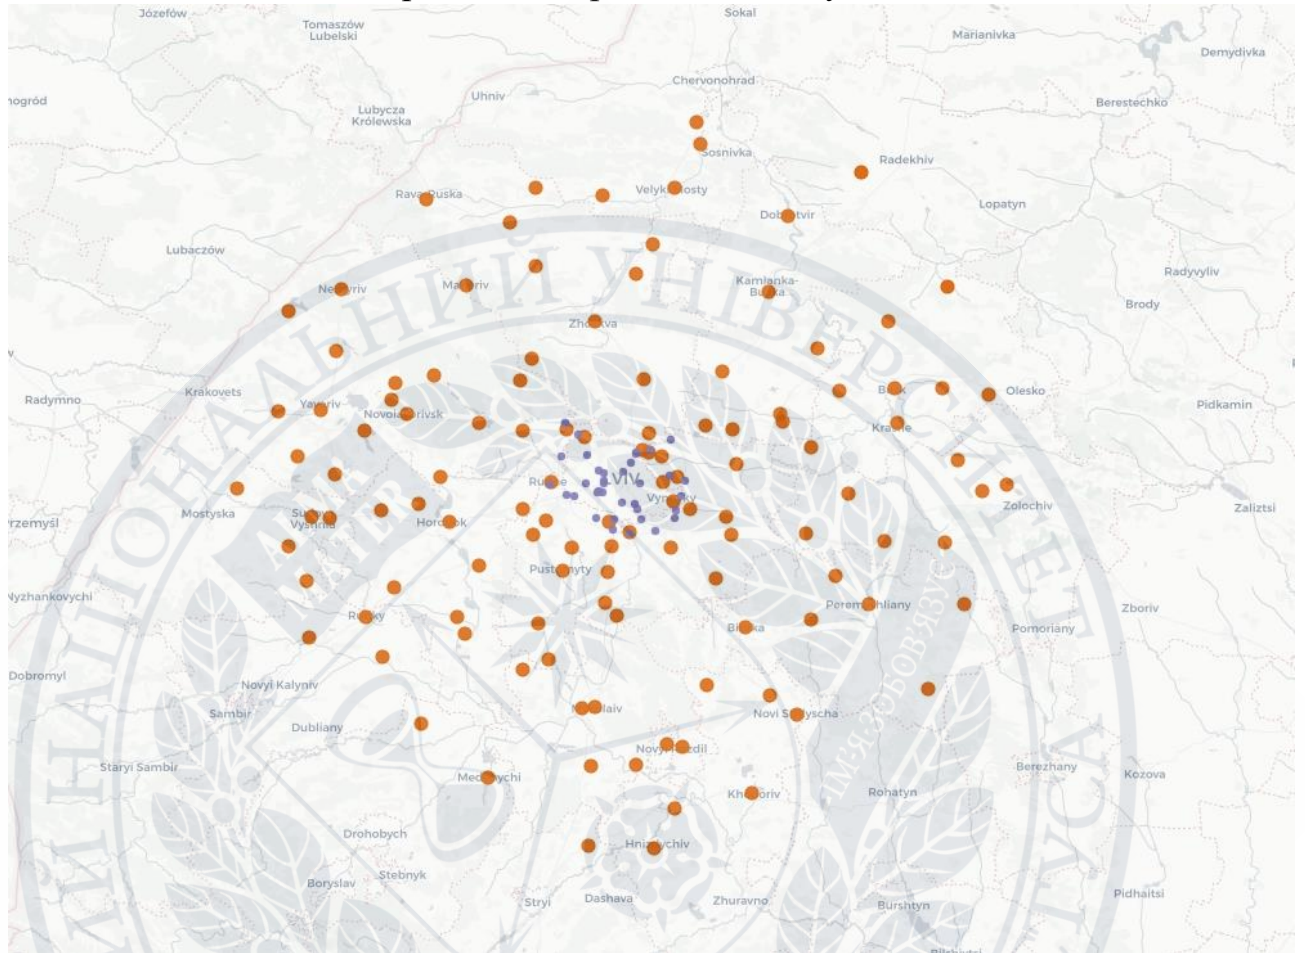 Józefów
Sokal
Tomaszów
Lubelski
Marianivka
Demydivka
Chervonohrad
Uhniv
nogród
Lubycza
Królewska
Berestechko
Sosnivka
Radekhiv
Rava-Ruska
Velyki Mosty
Dobrotvir
Lopatyn
Lubaczów
Radyvyliv
Nemyriv
Mageriv
Kamianka-
Buzka
Brody
Zhovkva
Krakovets
Radymno
Yavoriv
Novoiavorivsk
Busk
Olesko
Pidkamin
Krasne
Lviv
Rudne
Vynnyky
Mostyska
Sudova
Vyshnia
Horodok
Zolochiv
Zaliztsi
rzemyśl
Pustomyty
Nyzhankovychi
Rudky
Peremyshliany
Zboriv
Bibrka
Pomoriany
Dobromyl
Novyi Kalyniv
Sambir
Mykolaiv
Novi Strilyscha
Dubliany
Novyi Rozdil
Staryi Sambir
Medenychi
Berezhany
Kozova
Khodoriv
Rohatyn
Drohobych
Hnizdychiv
Boryslav
Stebnyk
Stryi
Dashava
Zhuravno
Burshtyn
Pidhaitsi
НАЦІОНАЛЬНИЙ УНІВЕРСИТЕТ